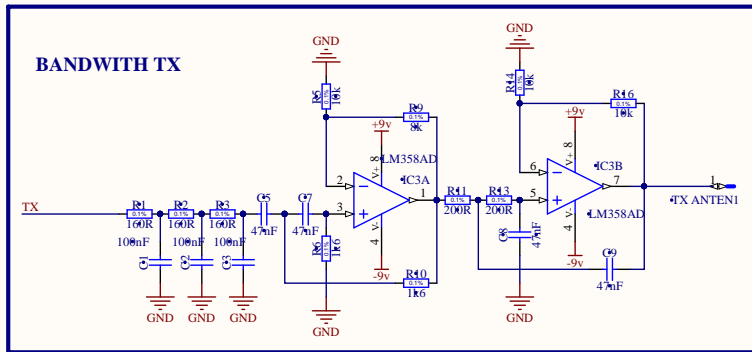 BANDWITH TX
GND
GND
R5
0.1%
10k
R9
0.1%
8k
R14
0.1%
10k
R16
0.1%
10k
+9v
+9v
8
V+
LM358AD
IC3A
2
3
1
4
V-
-9v
8
V+
IC3B
LM358AD
6
5
7
4
V-
-9v
TX
R1
0.1%
160R
R2
0.1%
160R
R3
0.1%
160R
C5
47nF
C7
47nF
R6
0.1%
1k6
R10
0.1%
1k6
R11
0.1%
200R
R13
0.1%
200R
C8
47nF
C9
47nF
1
TX ANTEN1
100nF
100nF
100nF
C1
C2
C3
GND
GND
GND
GND
GND